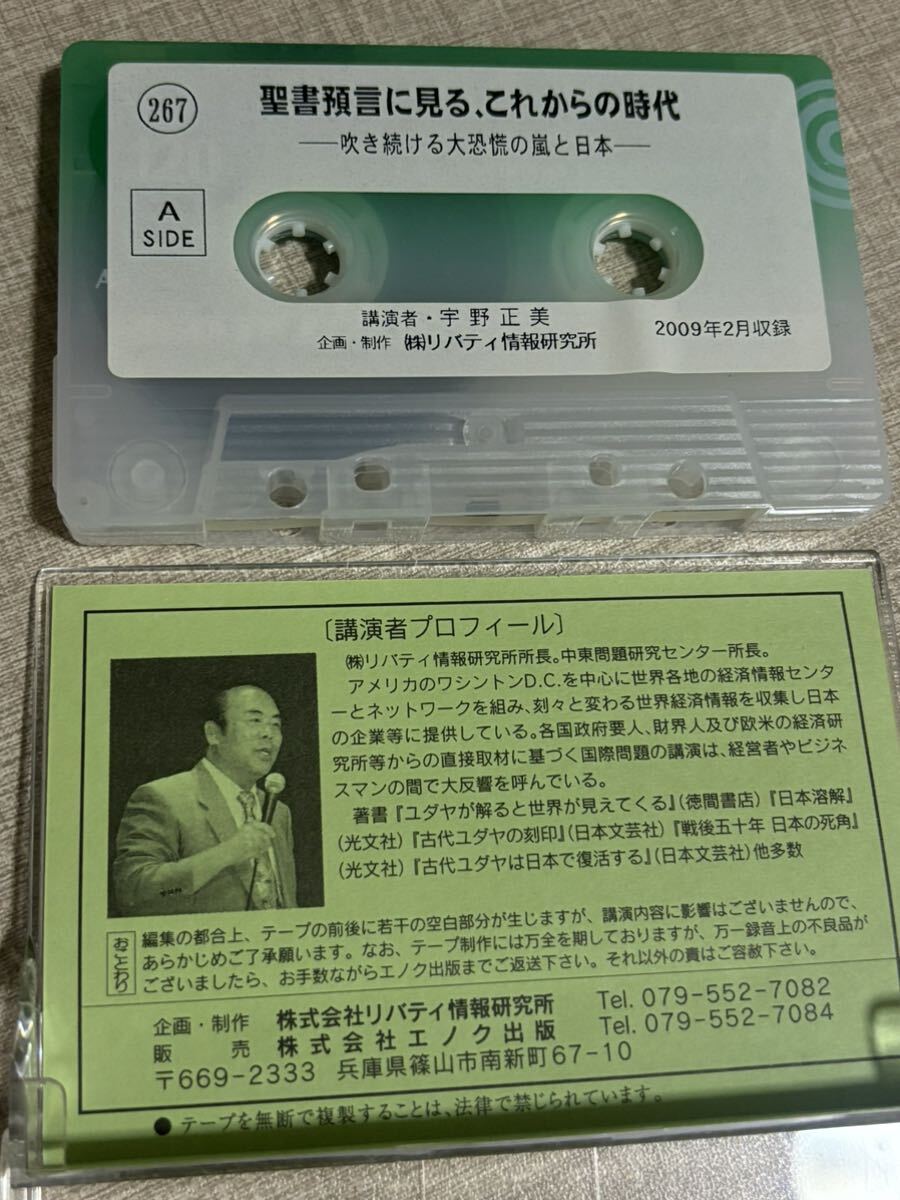 267
聖書預言に見る、これからの時代
―吹き続ける大恐慌の嵐と日本―
A
SIDE
講演者・宇野正美
企画・制作 ㈱リバティ情報研究所
2009年2月収録
〔講演者プロフィール〕
㈱リバティ情報研究所所長。中東問題研究センター所長。
アメリカのワシントンD.C.を中心に世界各地の経済情報センタ
ーとネットワークを組み、刻々と変わる世界経済情報を収集し日本
の企業等に提供している。各国政府要人、財界人及び欧米の経済研
究所等からの直接取材に基づく国際問題の講演は、経営者やビジネ
スマンの間で大反響を呼んでいる。
著書『ユダヤが解ると世界が見えてくる』(徳間書店)『日本溶解』
(光文社)『古代ユダヤの刻印』(日本文芸社)『戦後五十年 日本の死角』
(光文社)『古代ユダヤは日本で復活する』(日本文芸社)他多数
おことわり
編集の都合上、テープの前後に若干の空白部分が生じますが、講演内容に影響はございませんので、
あらかじめご了承願います。なお、テープ制作には万全を期しておりますが、万一録音上の不良品が
ございましたら、お手数ながらエノク出版までご返送下さい。それ以外の責はご容赦下さい。
企画・制作 株式会社リバティ情報研究所 Tel. 079-552-7082
販売 株式会社エノク出版 Tel. 079-552-7084
〒669-2333 兵庫県篠山市南新町67-10
● テープを無断で複製することは、法律で禁じられています。